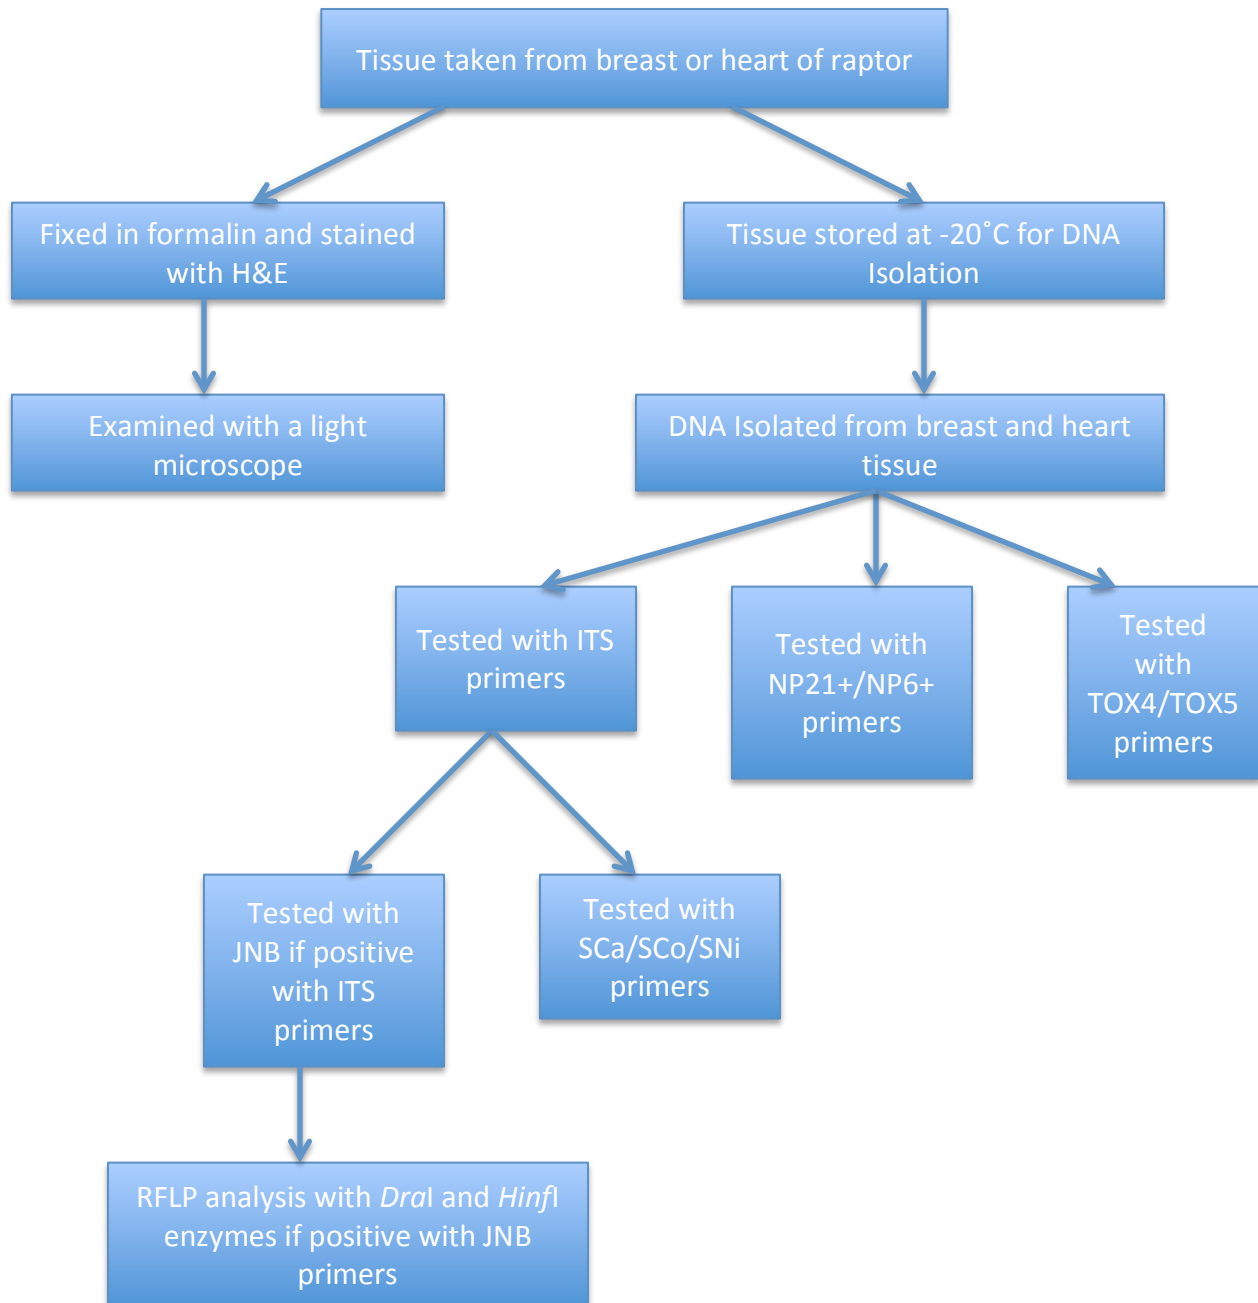 Tissue taken from breast or heart of raptor
Fixed in formalin and stained
with H&E
Tissue stored at -20˚C for DNA
Isolation
Examined with a light
microscope
DNA Isolated from breast and heart
tissue
Tested with ITS
primers
Tested with
NP21+/NP6+
primers
Tested
with
TOX4/TOX5
primers
Tested with
JNB if positive
with ITS
primers
Tested with
SCa/SCo/SNi
primers
RFLP analysis with DraI and HinfI
enzymes if positive with JNB
primers